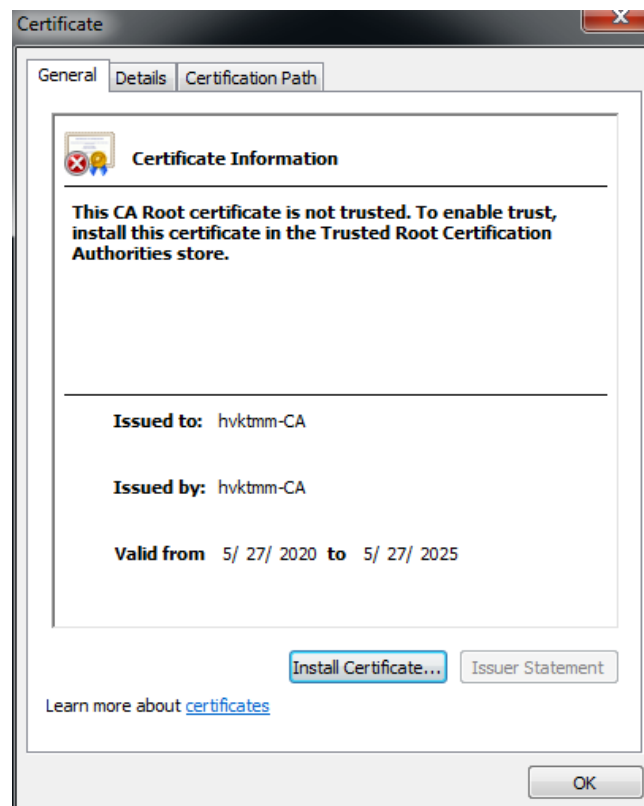 Certificate
General Details Certification Path
Certificate Information
This CA Root certificate is not trusted. To enable trust,
install this certificate in the Trusted Root Certification
Authorities store.
Issued to: hvktmm-CA
Issued by: hvktmm-CA
Valid from 5/ 27/ 2020 to 5/ 27/ 2025
Install Certificate... Issuer Statement
Learn more about certificates
OK